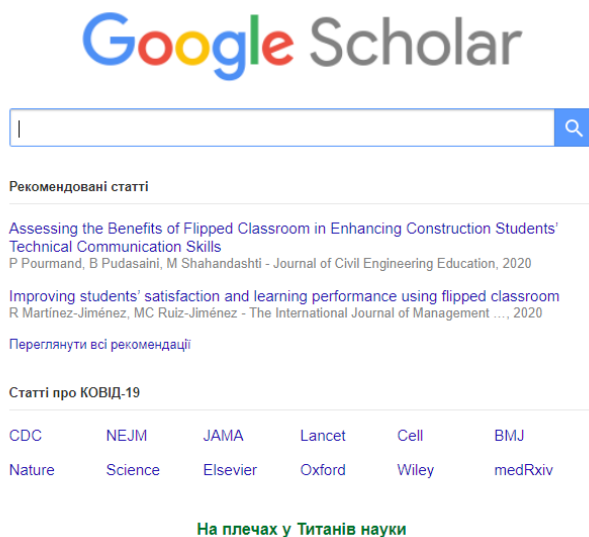 Google Scholar
Рекомендовані статті
Assessing the Benefits of Flipped Classroom in Enhancing Construction Students’
Technical Communication Skills
P Pourmand, B Pudasaini, M Shahandashti - Journal of Civil Engineering Education, 2020
Improving students’ satisfaction and learning performance using flipped classroom
R Martínez-Jiménez, MC Ruiz-Jiménez - The International Journal of Management …, 2020
Переглянути всі рекомендації
Статті про КОВІД-19
CDC NEJM JAMA Lancet Cell BMJ
Nature Science Elsevier Oxford Wiley medRxiv
На плечах у Титанів науки